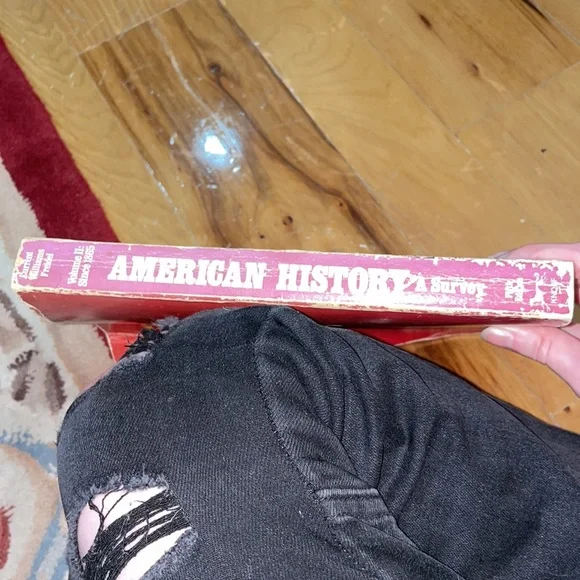 Current
Williams
Freidel
Volume II:
Since 1865
AMERICAN HISTORY A Survey